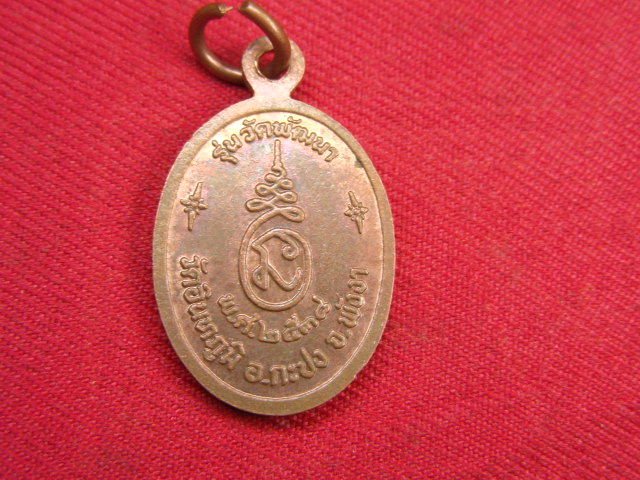 รุ่นวัดพัฒนา
พ.ศ.๒๕๓๘
วัดอินทภูมิ อ.กะปง จ.พังงา